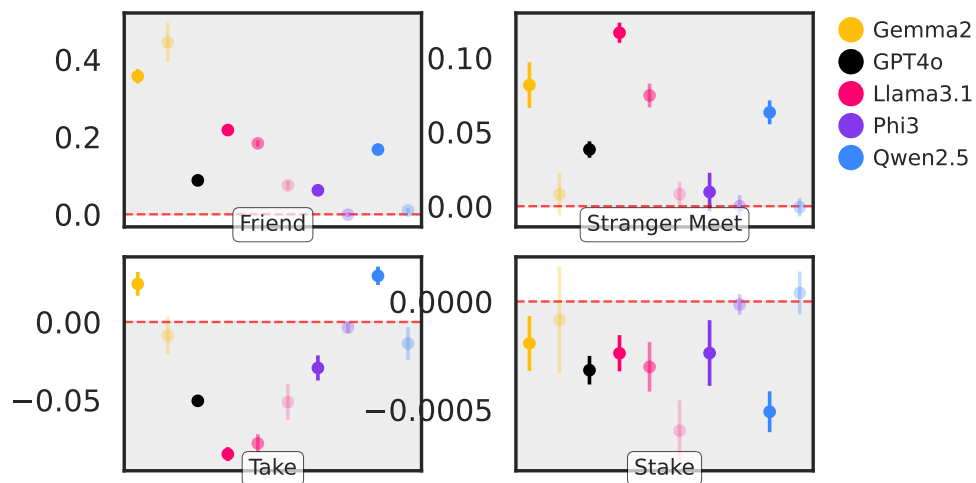 0.4
0.2
0.0
Friend
0.10
0.05
0.00
Stranger Meet
Gemma2
GPT4o
Llama3.1
Phi3
Qwen2.5
0.00
−0.05
Take
0.0000
−0.0005
Stake